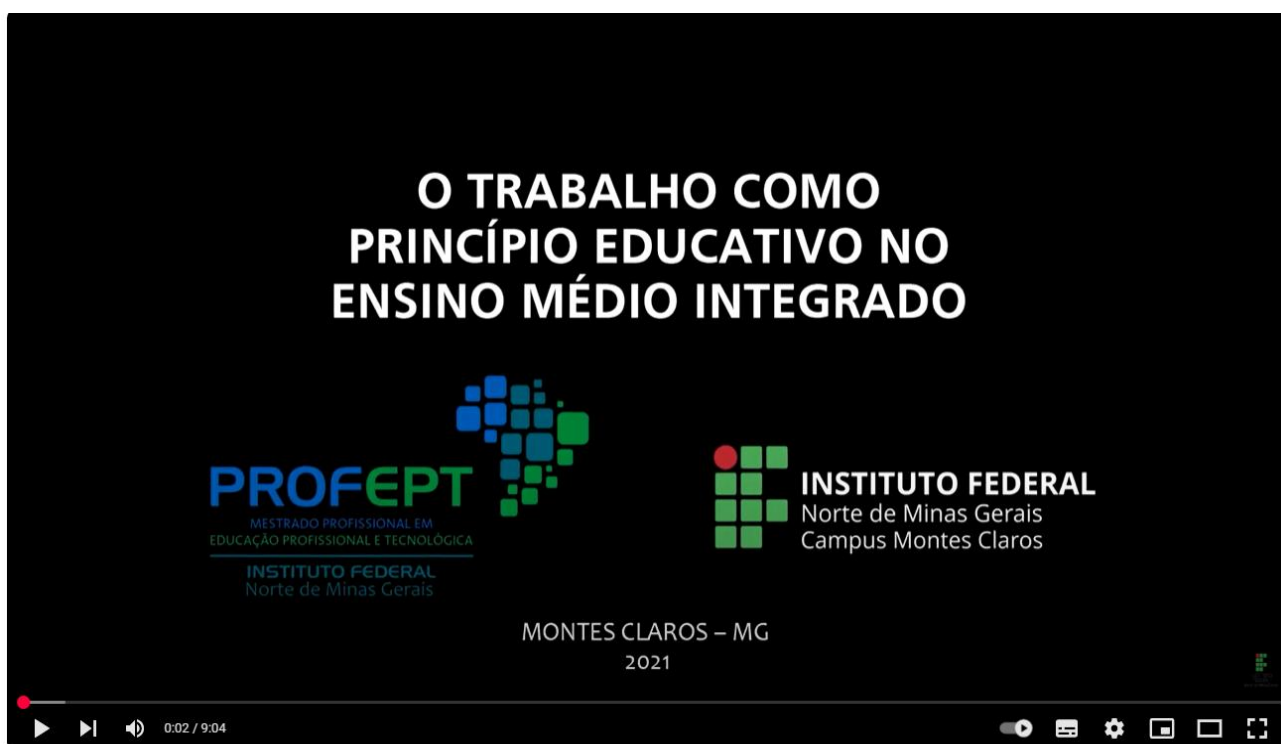 O TRABALHO COMO
PRINCÍPIO EDUCATIVO NO
ENSINO MÉDIO INTEGRADO
PROFEPT
MESTRADO PROFISSIONAL EM
EDUCAÇÃO PROFISSIONAL E TECNOLÓGICA
INSTITUTO FEDERAL
Norte de Minas Gerais
INSTITUTO FEDERAL
Norte de Minas Gerais
Campus Montes Claros
MONTES CLAROS – MG
2021
0:02 / 9:04